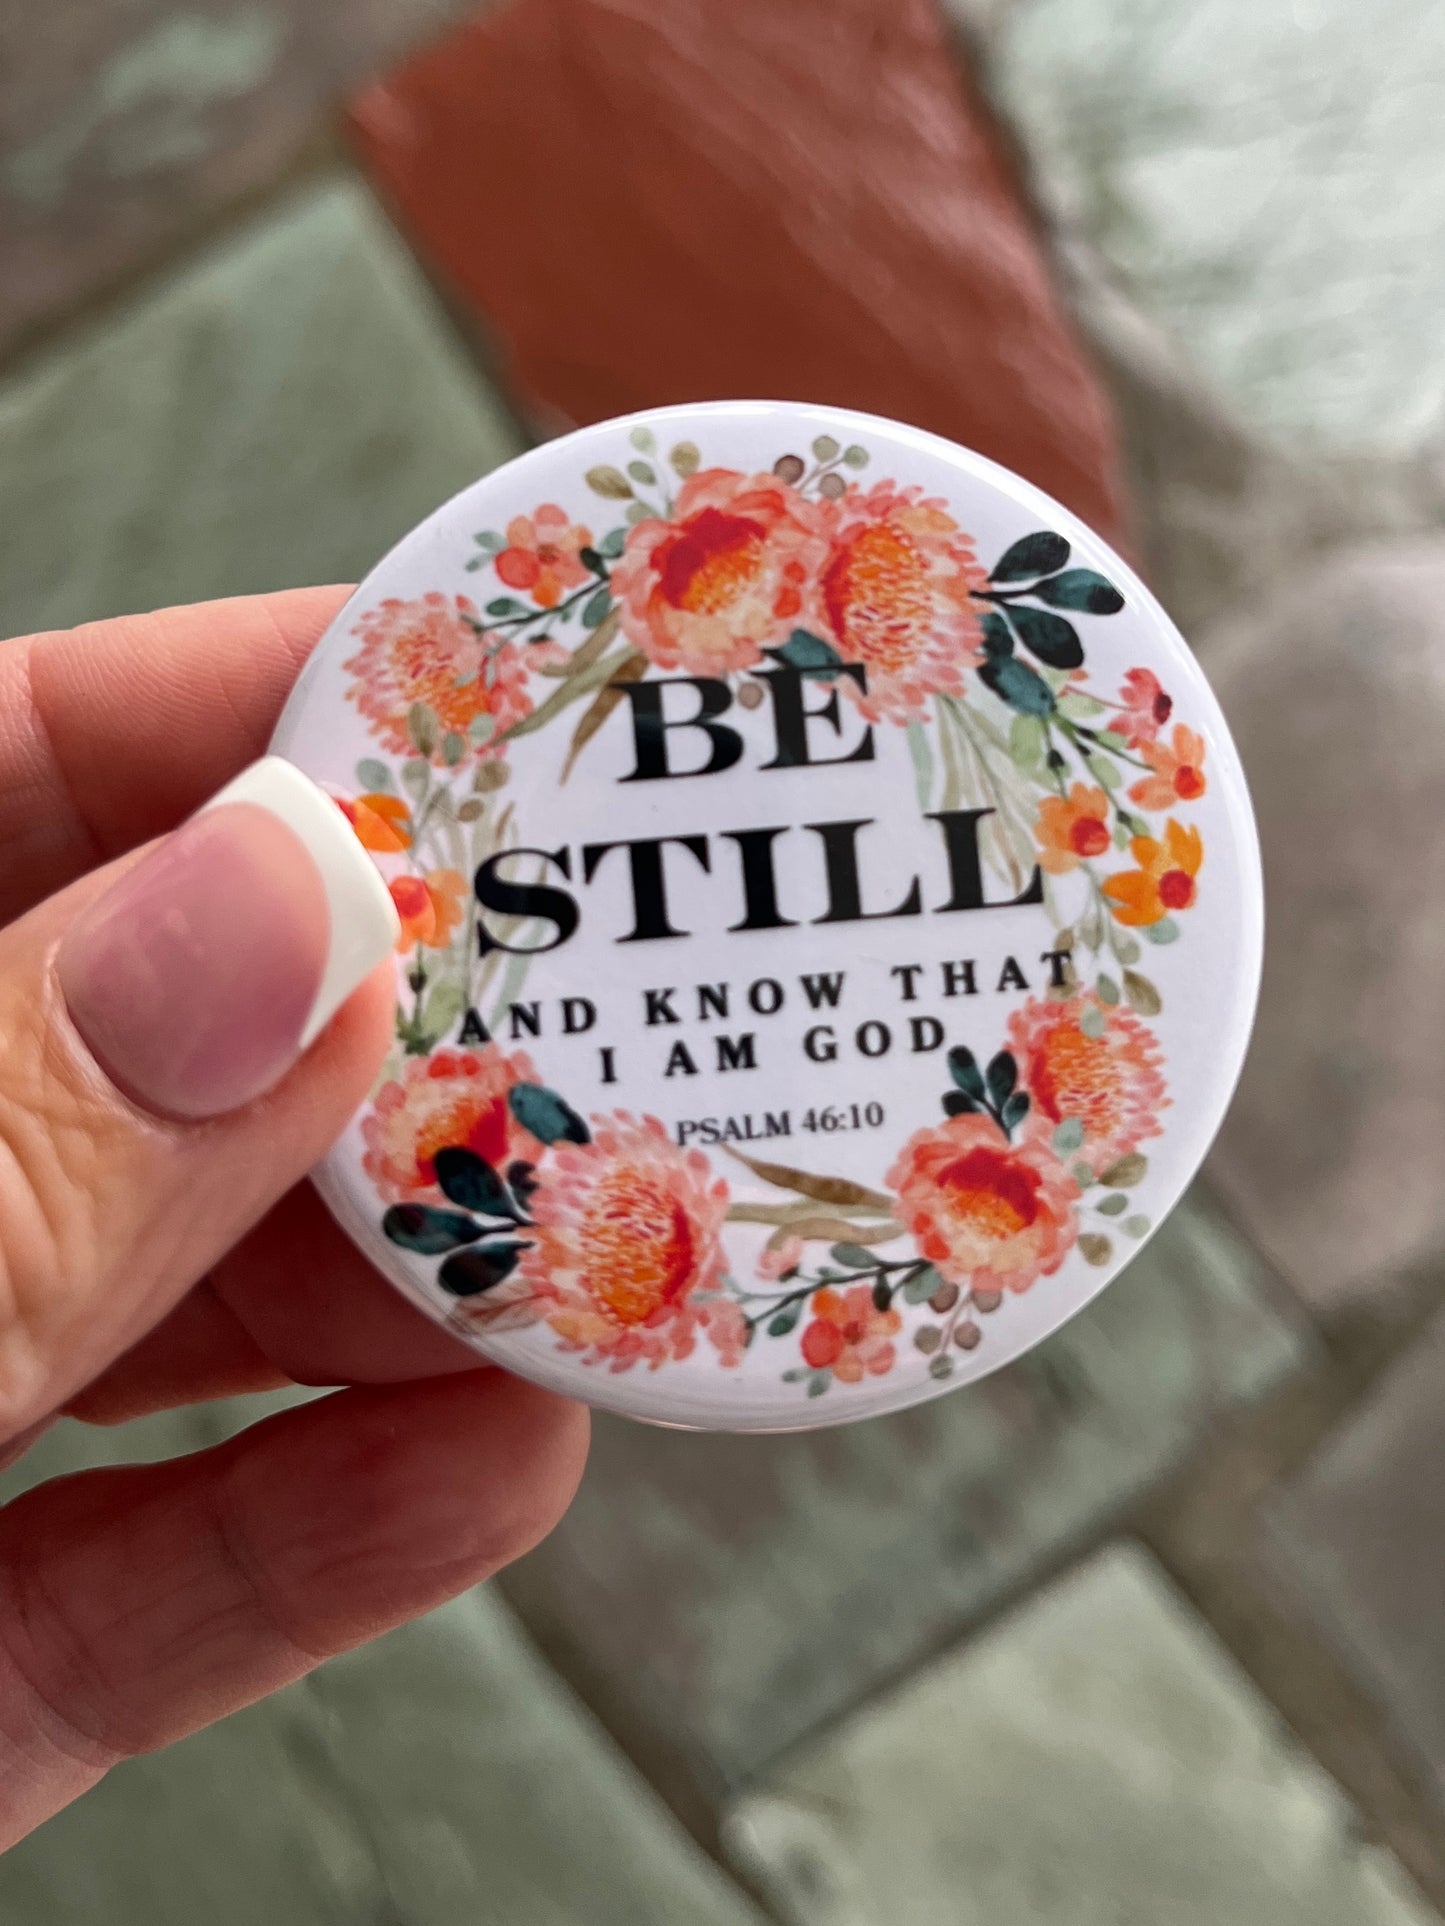 BE
STILL
AND KNOW THAT
I AM GOD
PSALM 46:10